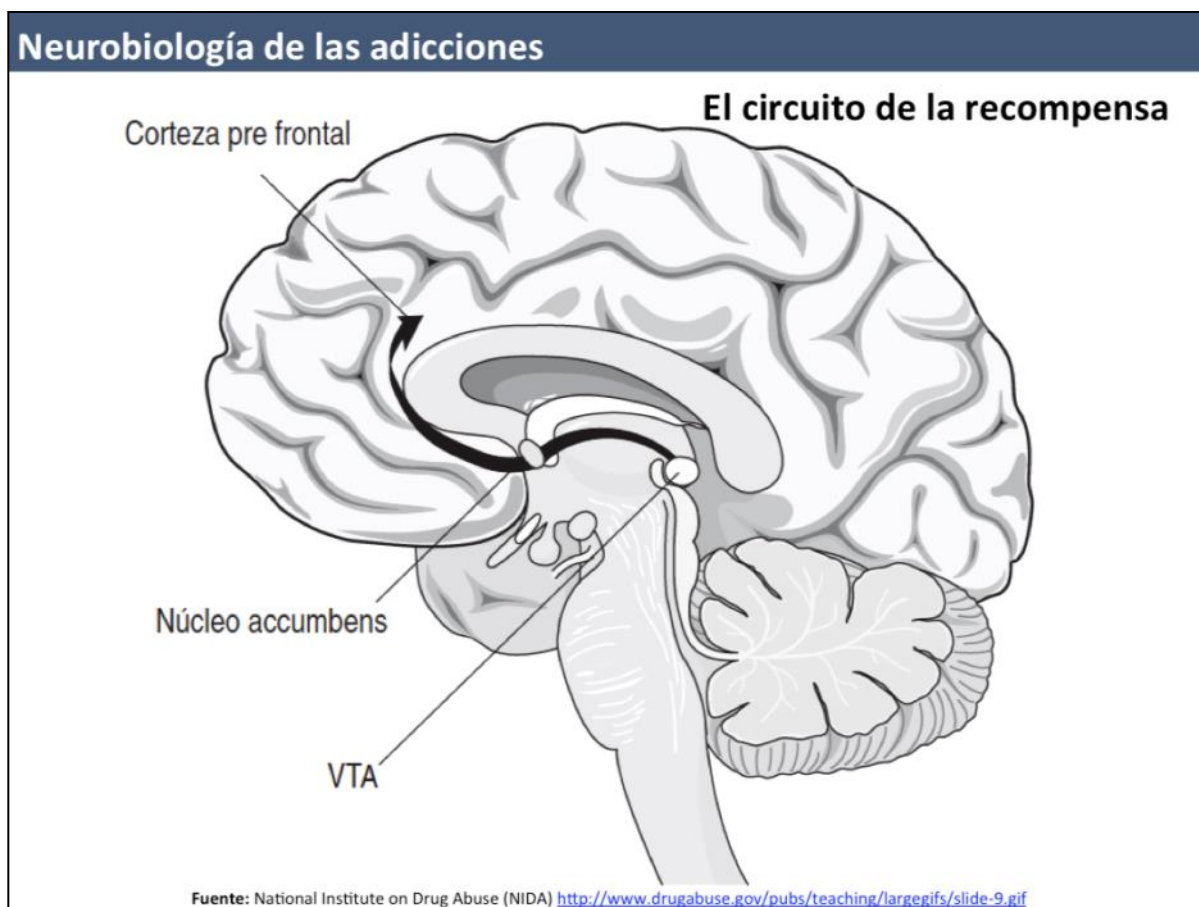 Neurobiología de las adicciones
El circuito de la recompensa
Corteza pre frontal
Núcleo accumbens
VTA
Fuente: National Institute on Drug Abuse (NIDA) http://www.drugabuse.gov/pubs/teaching/largegifs/slide-9.gif